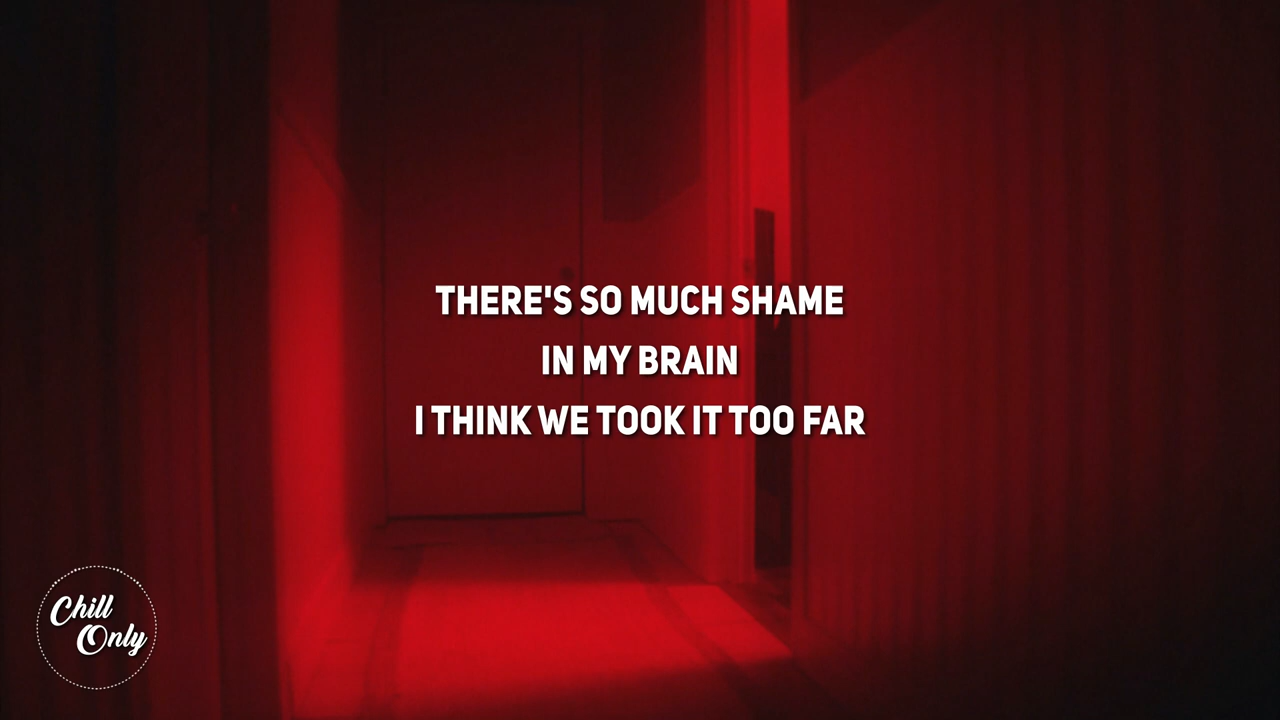 THERE'S SO MUCH SHAME
IN MY BRAIN
I THINK WE TOOK IT TOO FAR
Chill
Only